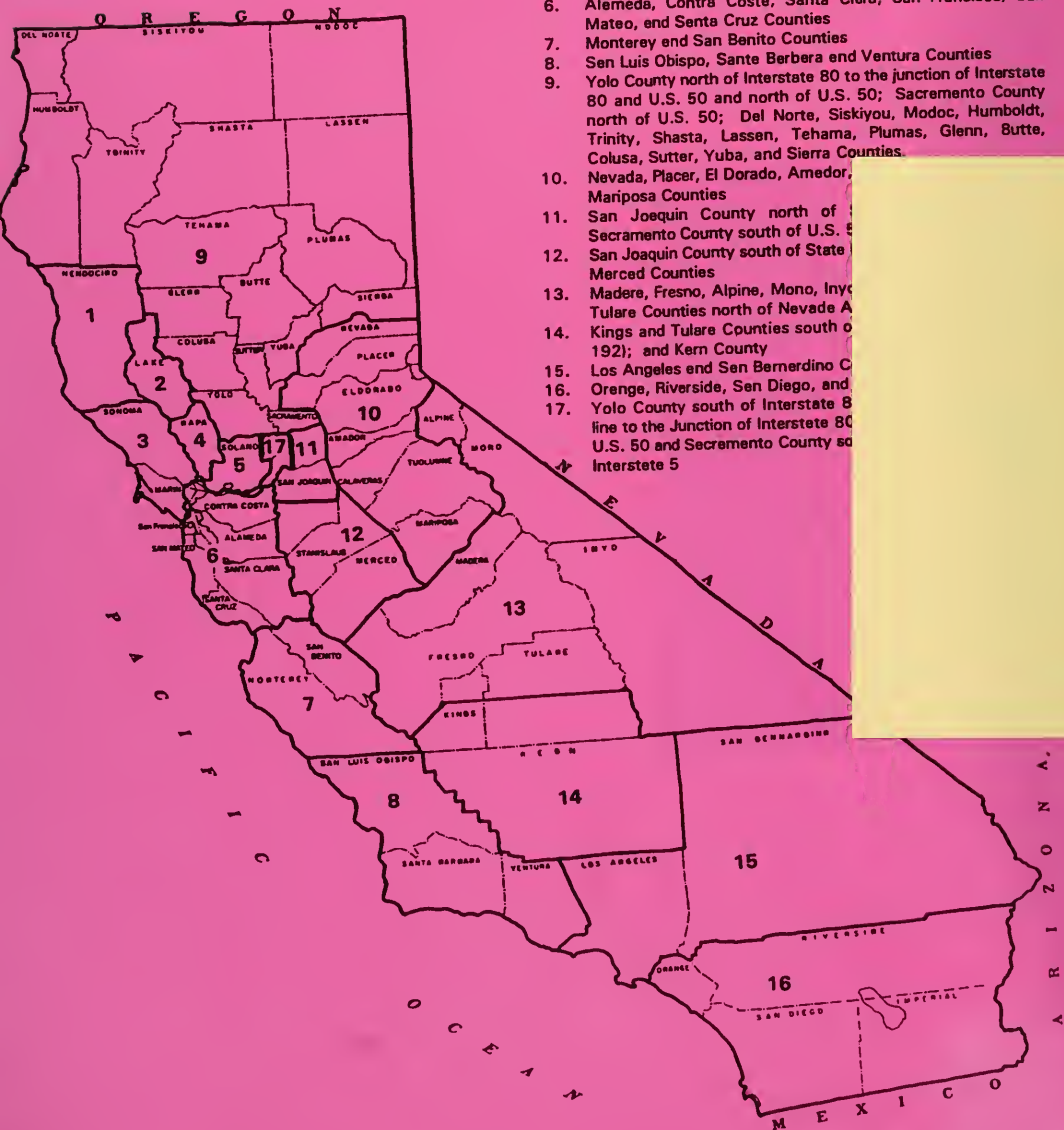 6. Alemeda, Contra Coste, Santa Clara, San Francisco, San
Mateo, end Senta Cruz Counties
7. Monterey end San Benito Counties
8. Sen Luis Obispo, Sante Berbera end Ventura Counties
9. Yolo County north of Interstate 80 to the junction of Interstate
80 and U.S. 50 and north of U.S. 50; Sacremento County
north of U.S. 50; Del Norte, Siskiyou, Modoc, Humboldt,
Trinity, Shasta, Lassen, Tehama, Plumas, Glenn, Butte,
Colusa, Sutter, Yuba, and Sierra Counties
10. Nevada, Placer, El Dorado, Amedor,
Mariposa Counties
11. San Joequin County north of
Secramento County south of U.S.
12. San Joaquin County south of State
Merced Counties
13. Madere, Fresno, Alpine, Mono,
Tulare Counties north of Nevade
14. Kings and Tulare Counties south
192); and Kern County
15. Los Angeles end Sen Bernerdino
16. Orenge, Riverside, Sen Diego, and
17. Yolo County south of Interstate
line to the Junction of Interstete
U.S. 50 and Secremento County
Interstate 5
OREGON
DEL NORTE
SISKIYOU
MODOC
HUMBOLDT
TRINITY
SHASTA
LASSEN
TEHAMA
9
PLUMAS
MENDOCINO
1
GLENN
BUTTE
SIERRA
COLUSA
SUTTER
YUBA
NEVADA
PLACER
LAKE
2
YOLO
ELDORADO
10
SONOMA
3
NAPA
4
SACRAMENTO
SOLANO
5
17
11
AMADOR
ALPINE
MONO
MARIN
SAN JOAQUIN
CALAVERAS
TUOLUMNE
CONTRA COSTA
San Francisco
ALAMEDA
SAN MATEO
6
STANISLAUS
12
MARIPOSA
SANTA CLARA
MERCED
MADERA
INYO
SANTA
CRUZ
13
SAN
BENITO
FRESNO
TULARE
MONTEREY
7
KINGS
NEVADA
SAN LUIS OBISPO
8
KERN
14
SAN BERNARDINO
15
SANTA BARBARA
VENTURA
LOS ANGELES
RIVERSIDE
ORANGE
16
SAN DIEGO
IMPERIAL
PACIFIC
OCEAN
MEXICO
ARIZONA